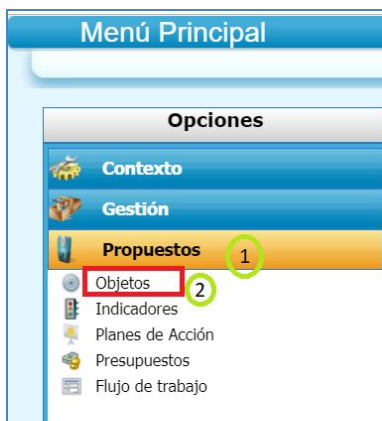 Menú Principal
Opciones
Contexto
Gestión
Propuestos 1
Objetos 2
Indicadores
Planes de Acción
Presupuestos
Flujo de trabajo